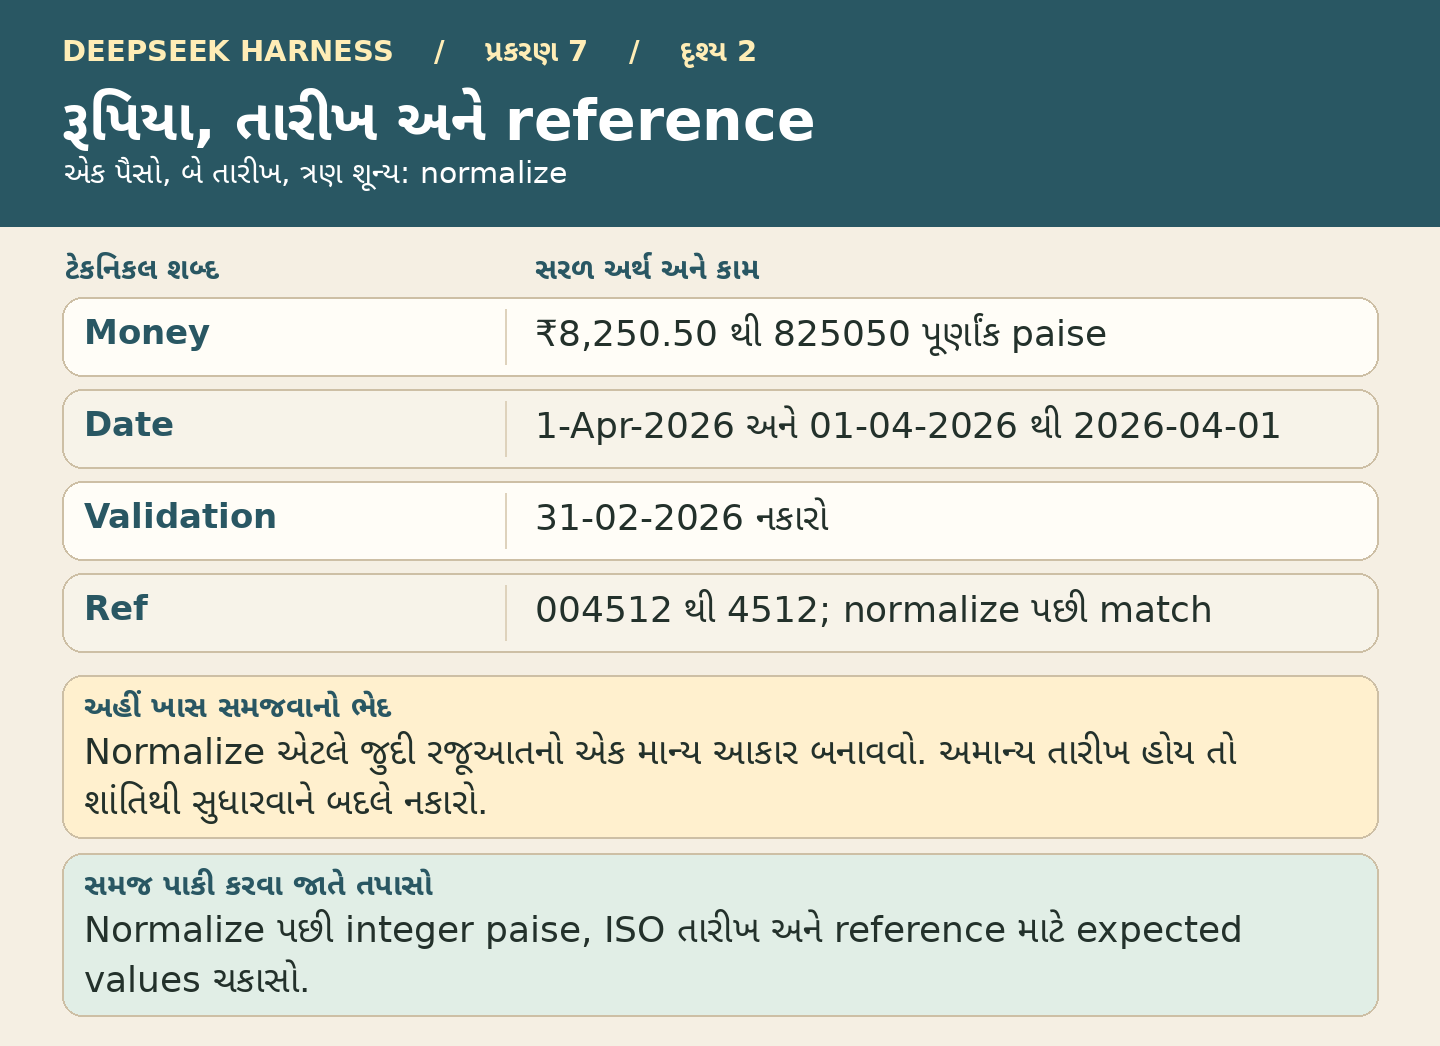 DEEPSEEK HARNESS / પ્રકરણ 7 / દૃશ્ય 2
રૂપિયા, તારીખ અને reference
એક પૈસો, બે તારીખ, ત્રણ શૂન્ય: normalize
ટેકનિકલ શબ્દ સરળ અર્થ અને કામ
Money ₹8,250.50 થી 825050 પૂર્ણાંક paise
Date 1-Apr-2026 અને 01-04-2026 થી 2026-04-01
Validation 31-02-2026 નકારો
Ref 004512 થી 4512; normalize પછી match
અહીં ખાસ સમજવાનો ભેદ
Normalize એટલે જુદી રજૂઆતનો એક માન્ય આકાર બનાવવો. અમાન્ય તારીખ હોય તો
શાંતિથી સુધારવાને બદલે નકારો.
સમજ પાકી કરવા જાતે તપાસો
Normalize પછી integer paise, ISO તારીખ અને reference માટે expected
values ચકાસો.